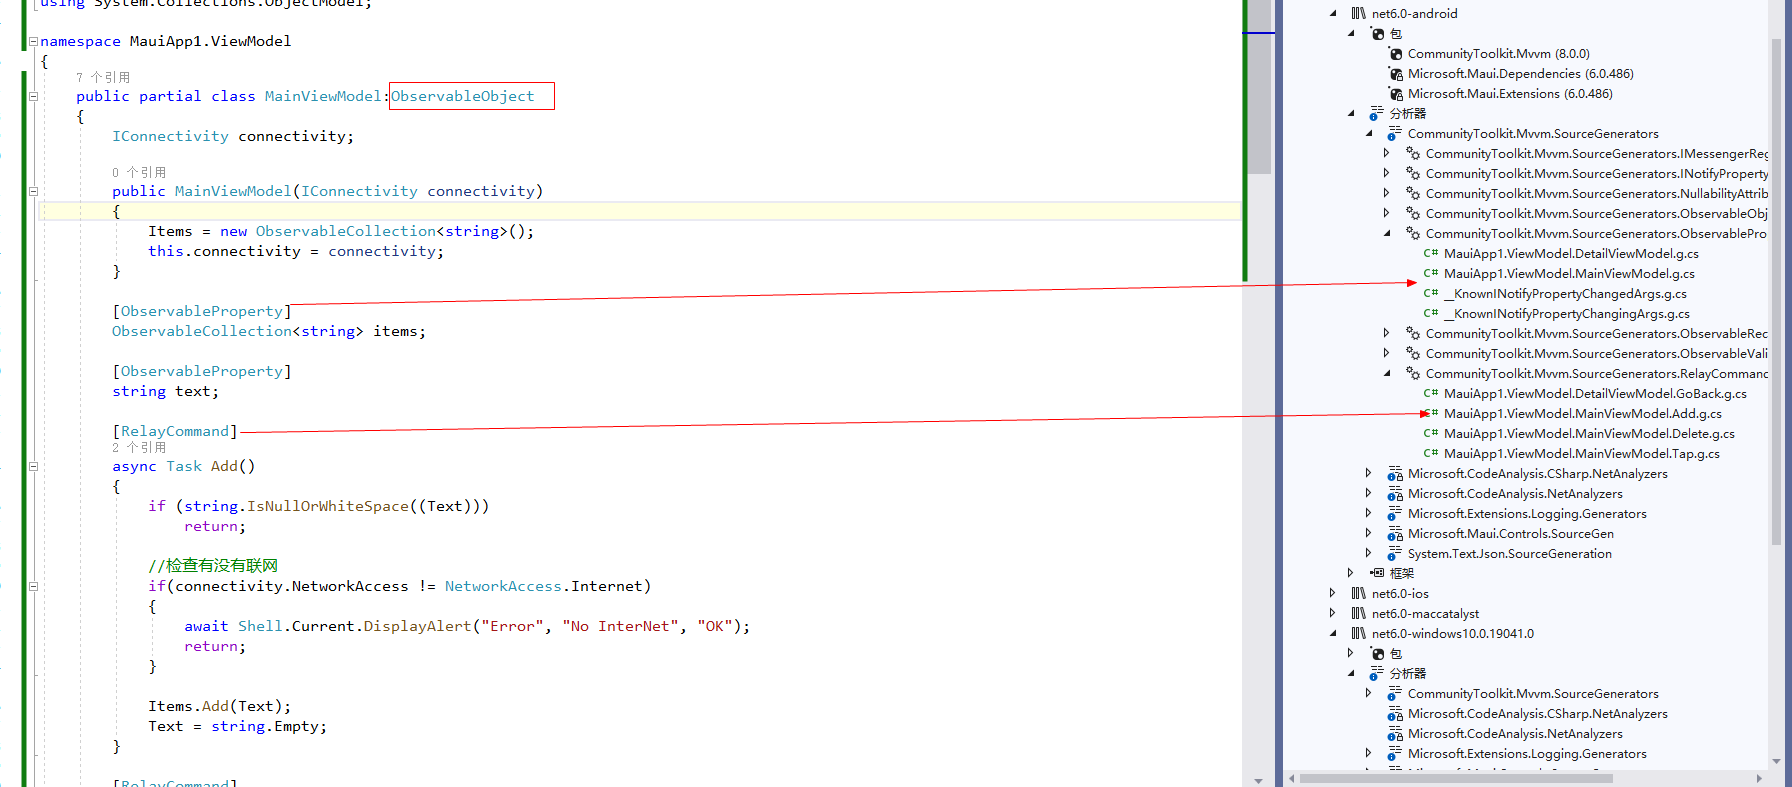 using System.Collections.ObjectModel;
namespace MauiApp1.ViewModel
{
7 个引用
public partial class MainViewModel:ObservableObject
{
IConnectivity connectivity;
0 个引用
public MainViewModel(IConnectivity connectivity)
{
Items = new ObservableCollection<string>();
this.connectivity = connectivity;
}
[ObservableProperty]
ObservableCollection<string> items;
[ObservableProperty]
string text;
[RelayCommand]
2 个引用
async Task Add()
{
if (string.IsNullOrWhiteSpace((Text)))
return;
//检查有没有联网
if(connectivity.NetworkAccess != NetworkAccess.Internet)
{
await Shell.Current.DisplayAlert("Error", "No InterNet", "OK");
return;
}
Items.Add(Text);
Text = string.Empty;
}
[RelayCommand]
net6.0-android
包
CommunityToolkit.Mvvm (8.0.0)
Microsoft.Maui.Dependencies (6.0.486)
Microsoft.Maui.Extensions (6.0.486)
分析器
CommunityToolkit.Mvvm.SourceGenerators
CommunityToolkit.Mvvm.SourceGenerators.IMessengerReg
CommunityToolkit.Mvvm.SourceGenerators.INotifyProperty
CommunityToolkit.Mvvm.SourceGenerators.NullabilityAttrib
CommunityToolkit.Mvvm.SourceGenerators.ObservableObj
CommunityToolkit.Mvvm.SourceGenerators.ObservablePro
C# MauiApp1.ViewModel.DetailViewModel.g.cs
C# MauiApp1.ViewModel.MainViewModel.g.cs
C# __KnownINotifyPropertyChangedArgs.g.cs
C# __KnownINotifyPropertyChangingArgs.g.cs
CommunityToolkit.Mvvm.SourceGenerators.ObservableRec
CommunityToolkit.Mvvm.SourceGenerators.ObservableVali
CommunityToolkit.Mvvm.SourceGenerators.RelayCommand
C# MauiApp1.ViewModel.DetailViewModel.GoBack.g.cs
C# MauiApp1.ViewModel.MainViewModel.Add.g.cs
C# MauiApp1.ViewModel.MainViewModel.Delete.g.cs
C# MauiApp1.ViewModel.MainViewModel.Tap.g.cs
Microsoft.CodeAnalysis.CSharp.NetAnalyzers
Microsoft.CodeAnalysis.NetAnalyzers
Microsoft.Extensions.Logging.Generators
Microsoft.Maui.Controls.SourceGen
System.Text.Json.SourceGeneration
框架
net6.0-ios
net6.0-maccatalyst
net6.0-windows10.0.19041.0
包
分析器
CommunityToolkit.Mvvm.SourceGenerators
Microsoft.CodeAnalysis.CSharp.NetAnalyzers
Microsoft.CodeAnalysis.NetAnalyzers
Microsoft.Extensions.Logging.Generators